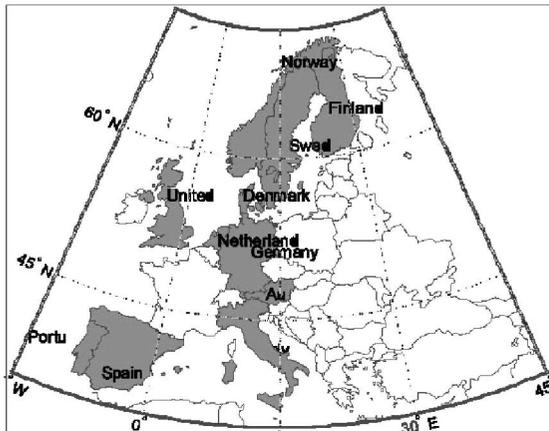 Norway
60°N
Finland
Swed
United
Denmark
Netherland
Germany
45°N
Au
Portu
Spain
W
0°
30°E
45°